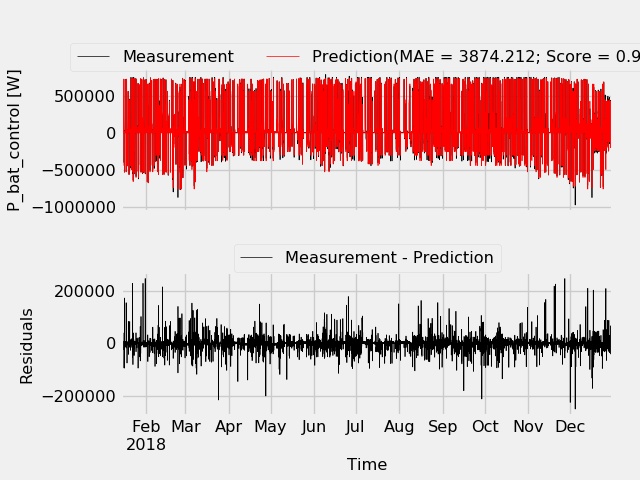 Measurement Prediction(MAE = 3874.212; Score = 0.9
P_bat_control [W]
500000
0
−500000
−1000000
Measurement - Prediction
Residuals
200000
0
−200000
Feb Mar Apr May Jun Jul Aug Sep Oct Nov Dec
2018
Time